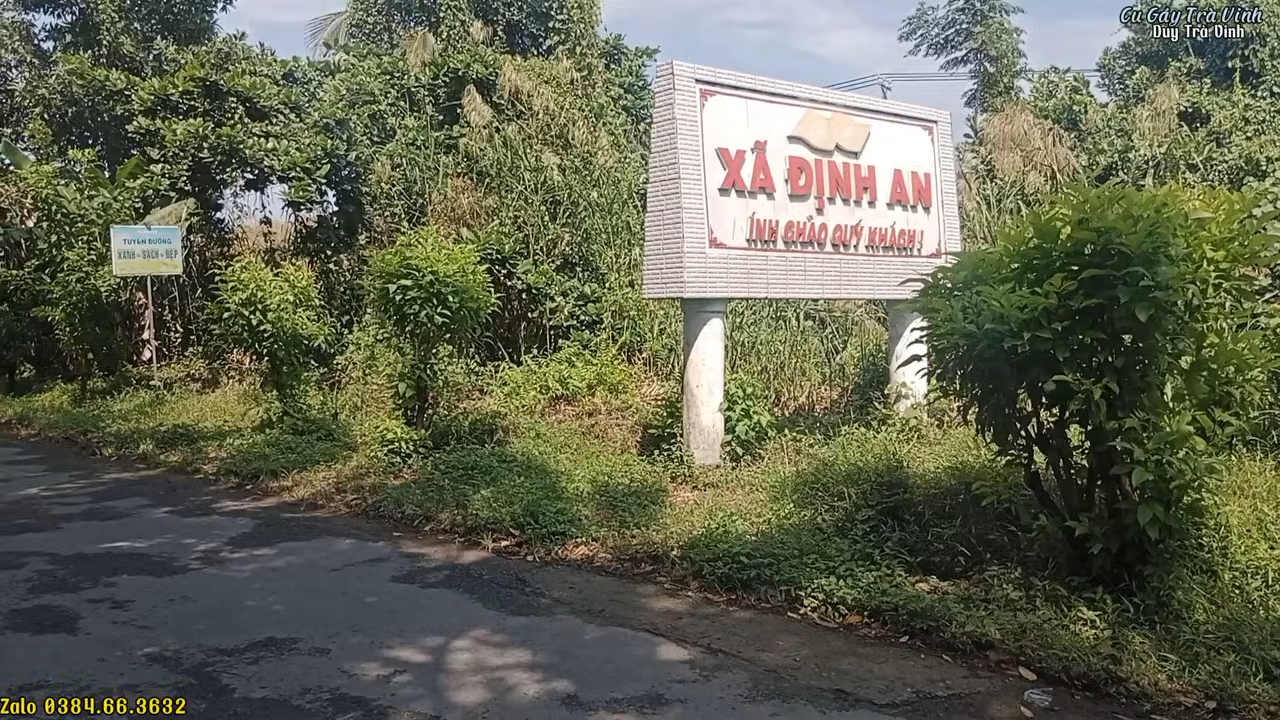 Cu Gáy Trà Vinh
Duy Trà Vinh
XÃ ĐỊNH AN
ÍNH CHÀO QUÝ KHÁCH!
TUYẾN ĐƯỜNG
XANH - SẠCH - ĐẸP
Zalo 0384.66.3632